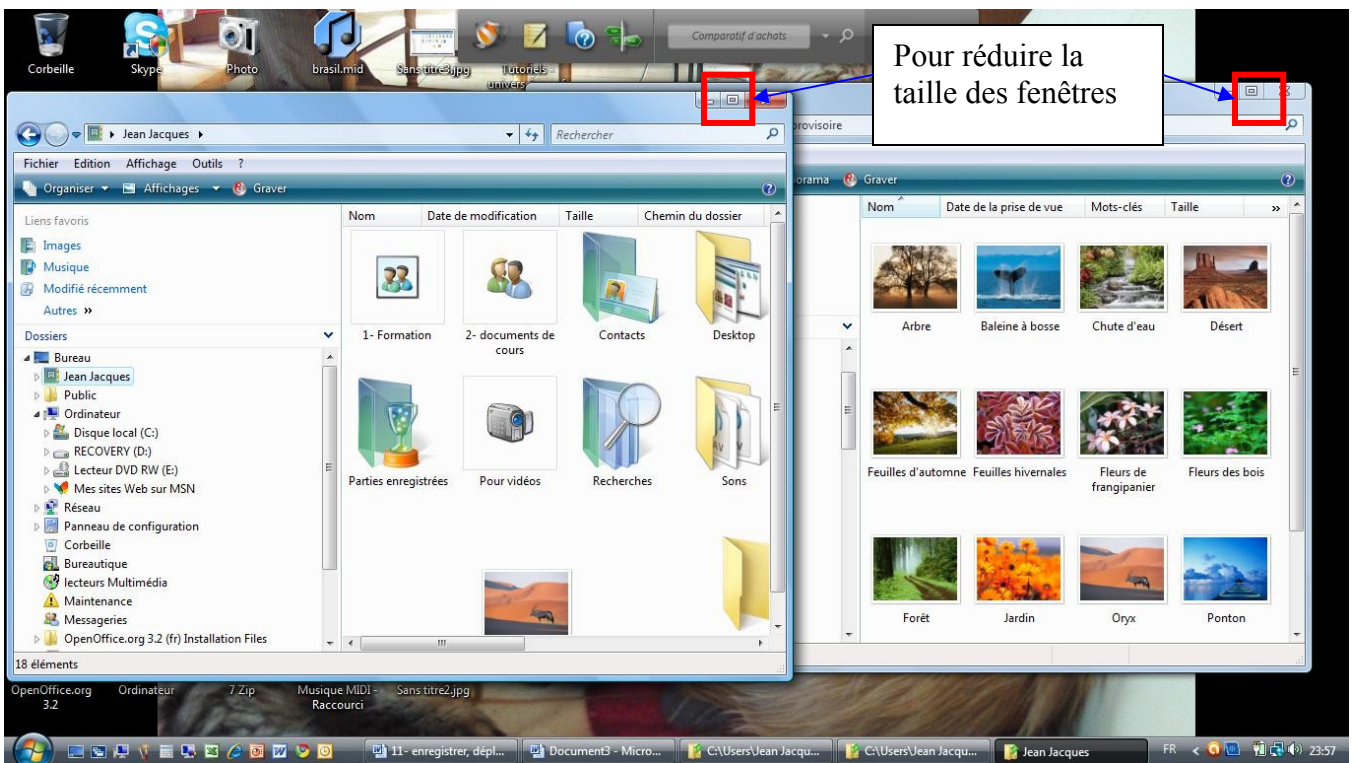 Corbeille
Skype
Photo
brasil.mid
Sans titre3.jpg
Tutoriels -
univers
Comparatif d'achats
Pour réduire la
taille des fenêtres
Jean Jacques
Rechercher
Fichier Edition Affichage Outils ?
Organiser Affichages Graver
Liens favoris
Images
Musique
Modifié récemment
Autres »
Dossiers
Bureau
Jean Jacques
Public
Ordinateur
Disque local (C:)
RECOVERY (D:)
Lecteur DVD RW (E:)
Mes sites Web sur MSN
Réseau
Panneau de configuration
Corbeille
Bureautique
lecteurs Multimédia
Maintenance
Messageries
OpenOffice.org 3.2 (fr) Installation Files
18 éléments
Nom Date de modification Taille Chemin du dossier
1- Formation
2- documents de
cours
Contacts
Desktop
Parties enregistrées
Pour vidéos
Recherches
Sons
provisoire
orama Graver
Nom Date de la prise de vue Mots-clés Taille »
Arbre
Baleine à bosse
Chute d'eau
Désert
Feuilles d'automne
Feuilles hivernales
Fleurs de
frangipanier
Fleurs des bois
Forêt
Jardin
Oryx
Ponton
OpenOffice.org
3.2
Ordinateur
7 Zip
Musique MIDI -
Raccourci
Sans titre2.jpg
11- enregistrer, dépl...
Document3 - Micro...
C:\Users\Jean Jacqu...
C:\Users\Jean Jacqu...
Jean Jacques
FR
23:57